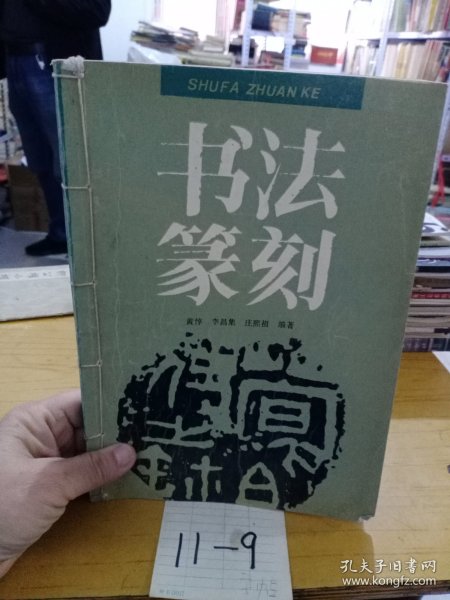 SHUFA ZHUAN KE
书法
篆刻
黄惇 李昌集 庄熙祖 编著
11-9
孔夫子旧书网
www.kongfz.com